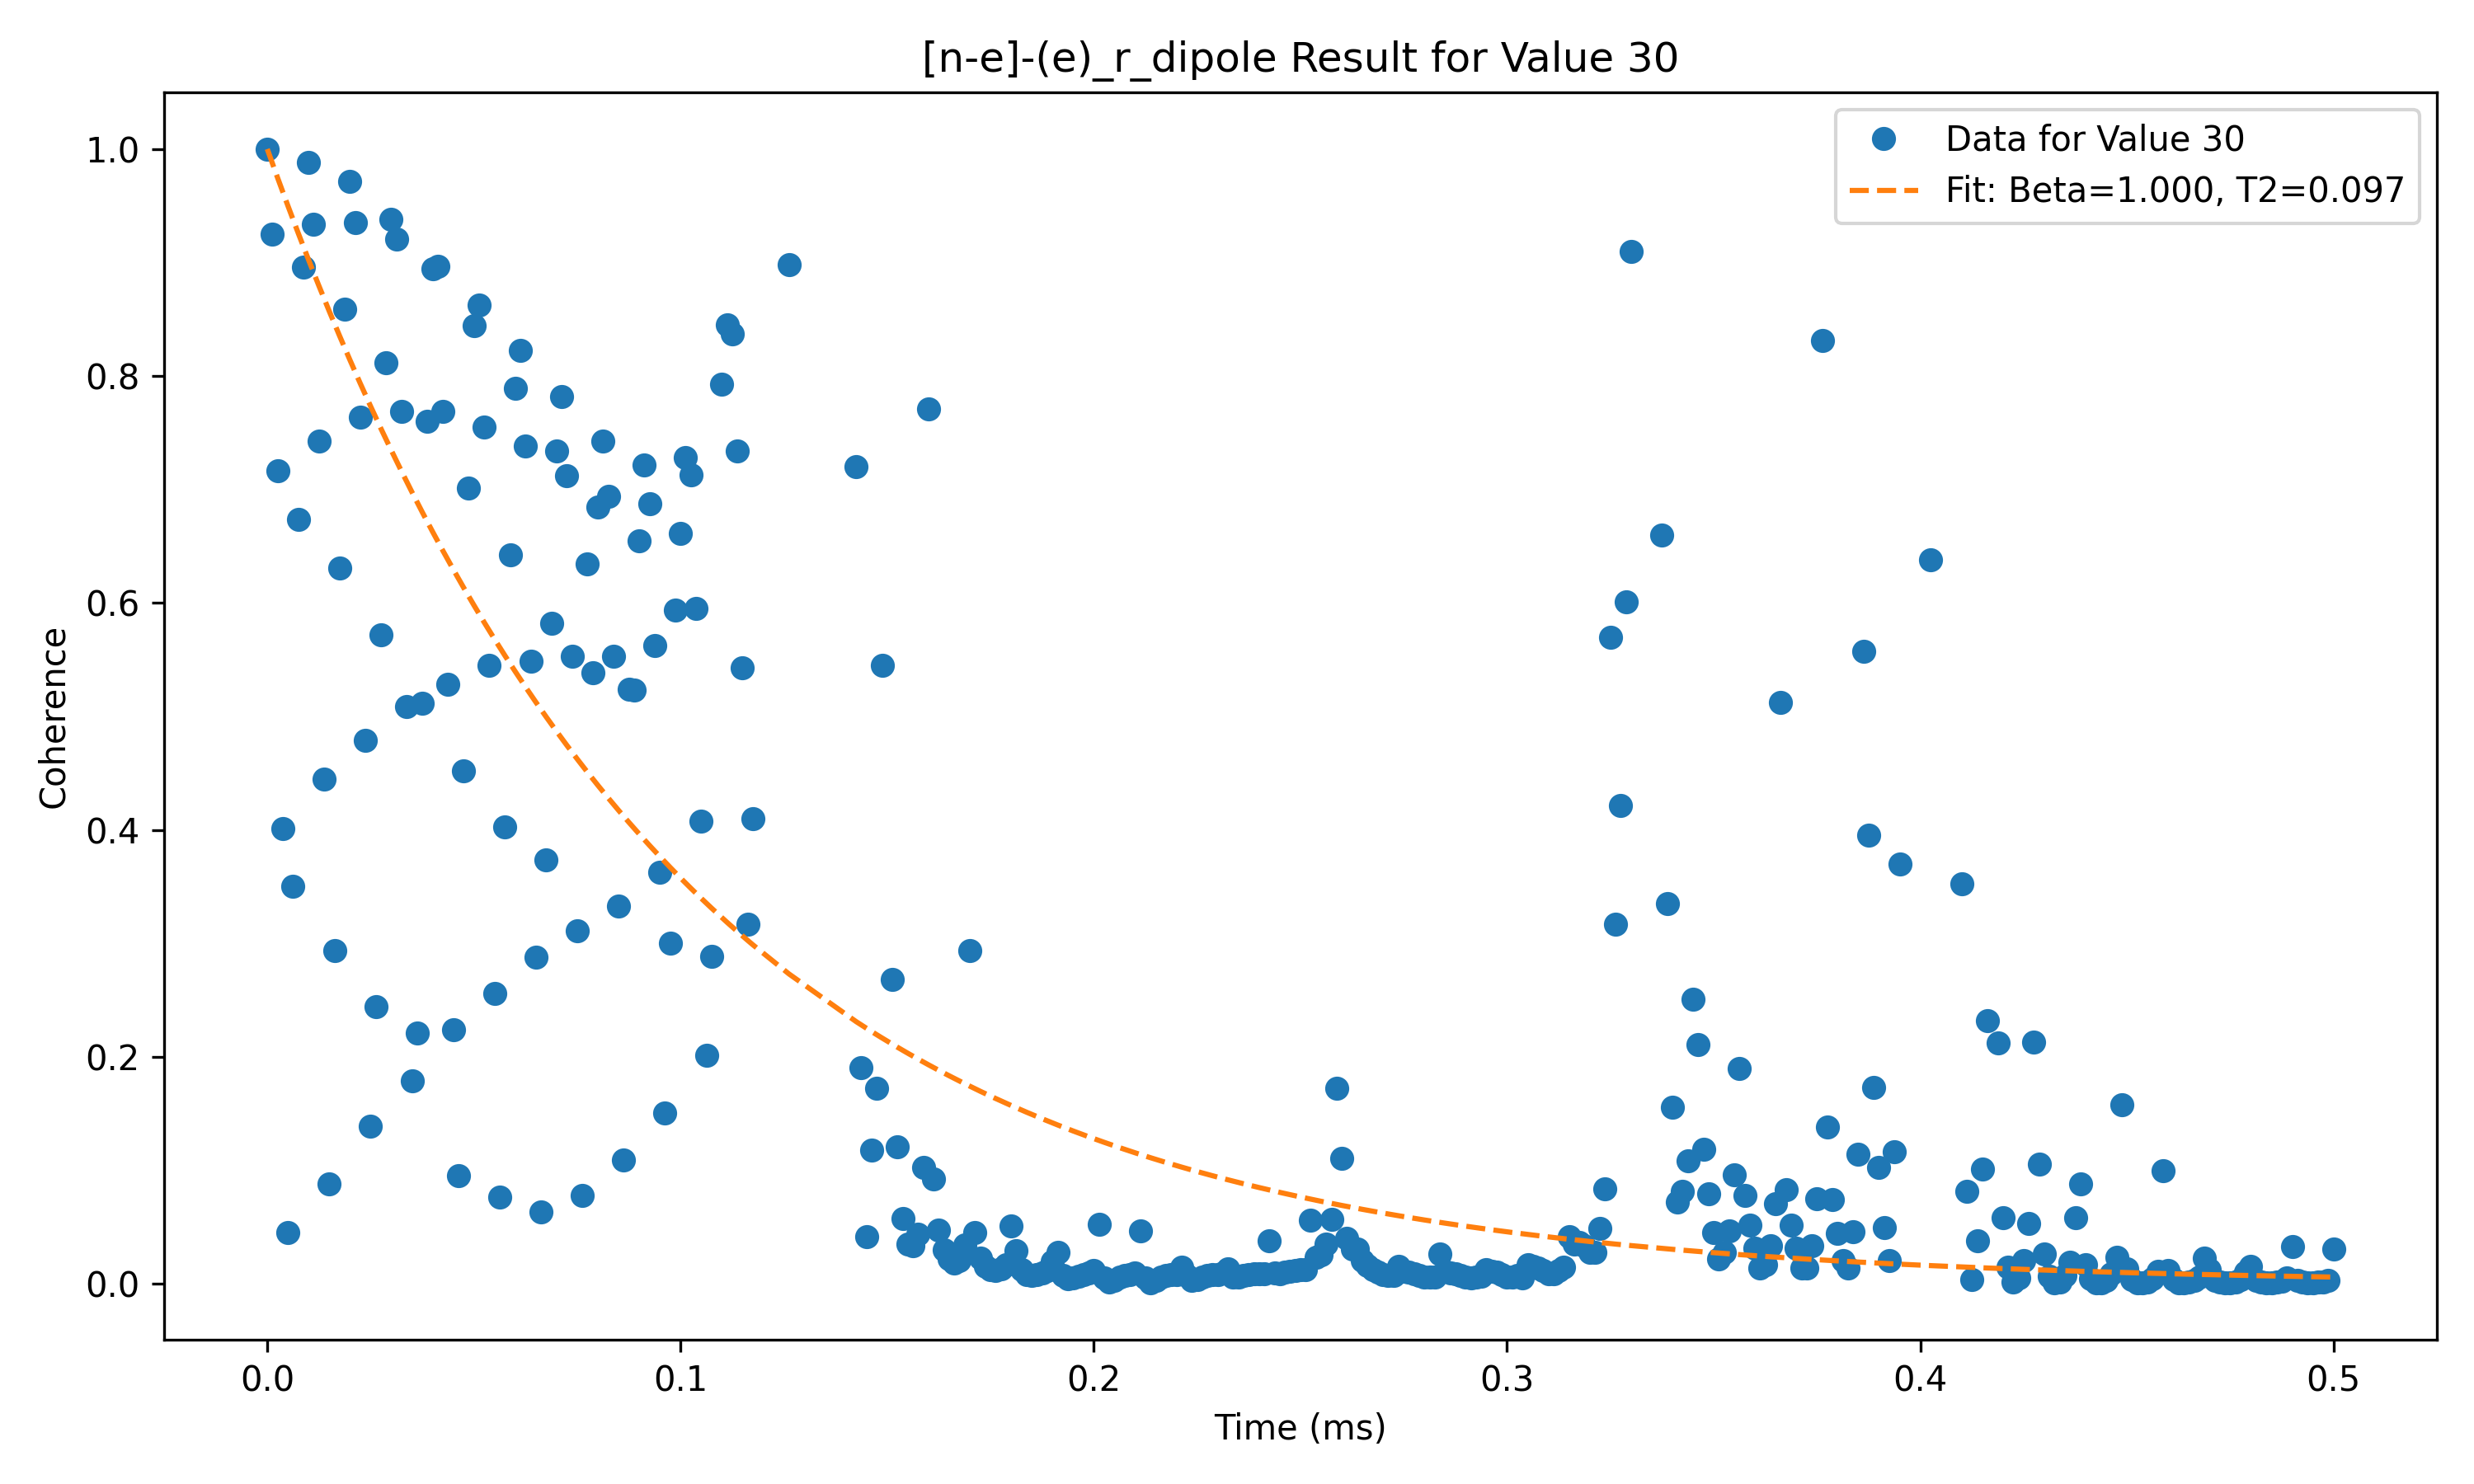 [n-e]-(e)_r_dipole Result for Value 30
Data for Value 30
Fit: Beta=1.000, T2=0.097
Coherence
1.0
0.8
0.6
0.4
0.2
0.0
0.0 0.1 0.2 0.3 0.4 0.5
Time (ms)